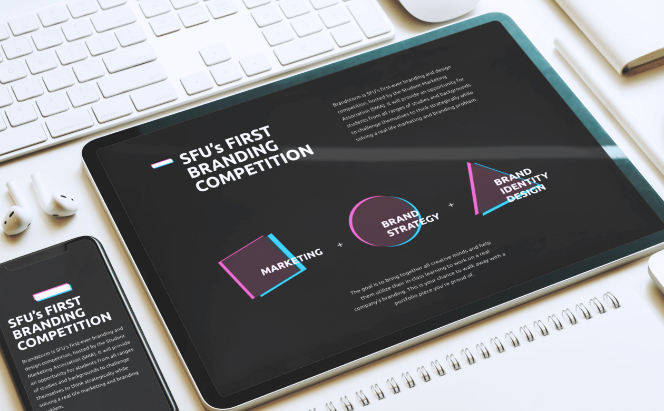 SFU's FIRST
BRANDING
COMPETITION
Brandstorm is SFU's first-ever branding and design
competition, hosted by the Student Marketing
Association (SMA). It will provide an opportunity for
students from all ranges of studies and backgrounds
to challenge themselves to think strategically while
solving a real life marketing and branding problem.
MARKETING
+
BRAND
STRATEGY
+
BRAND
IDENTITY
DESIGN
The goal is to bring together all creative minds and help
them utilize their in-class learning to work on a real
company's branding. This is your chance to walk away with a
portfolio piece you're proud of.
SFU's FIRST
BRANDING
COMPETITION
Brandstorm is SFU's first-ever branding and
design competition, hosted by the Student
Marketing Association (SMA). It will provide
an opportunity for students from all ranges
of studies and backgrounds to challenge
themselves to think strategically while
solving a real life marketing and branding
problem.